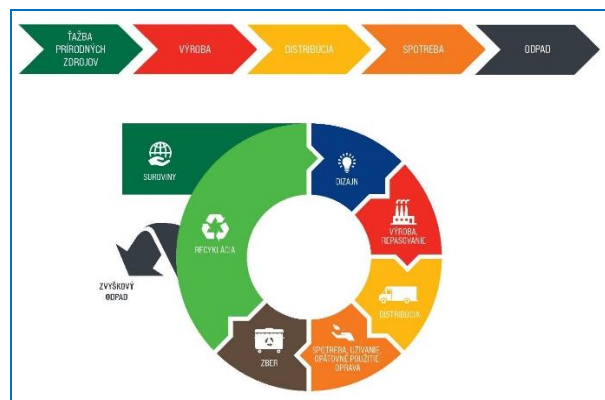 ŤAŽBA
PRÍRODNÝCH
ZDROJOV
VÝROBA
DISTRIBÚCIA
SPOTREBA
ODPAD
SUROVINY
DIZAJN
VÝROBA,
REPASOVANIE
DISTRIBÚCIA
SPOTREBA, UŽÍVANIE,
OPÄTOVNÉ POUŽITIE,
OPRAVA
ZBER
RECYKLÁCIA
ZVYŠKOVÝ
ODPAD